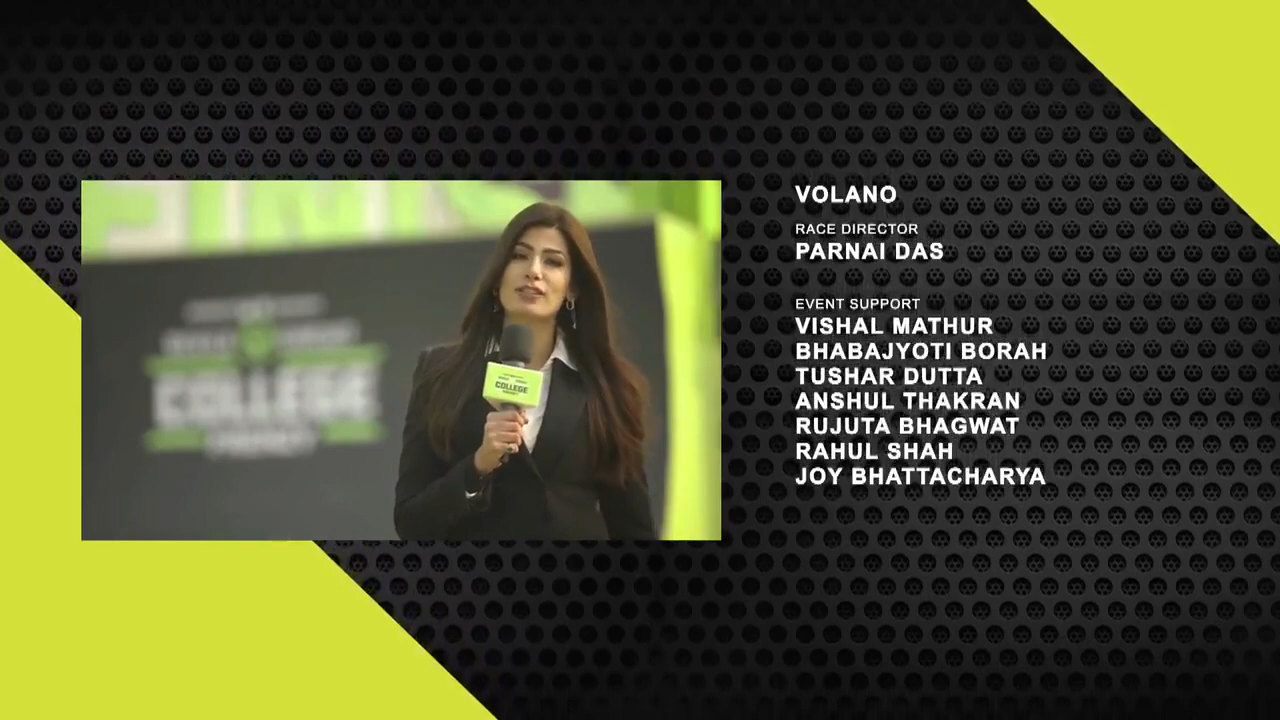 COLLEGE
COLLEGE
VOLANO
RACE DIRECTOR
PARNAI DAS
EVENT SUPPORT
VISHAL MATHUR
BHABAJYOTI BORAH
TUSHAR DUTTA
ANSHUL THAKRAN
RUJUTA BHAGWAT
RAHUL SHAH
JOY BHATTACHARYA